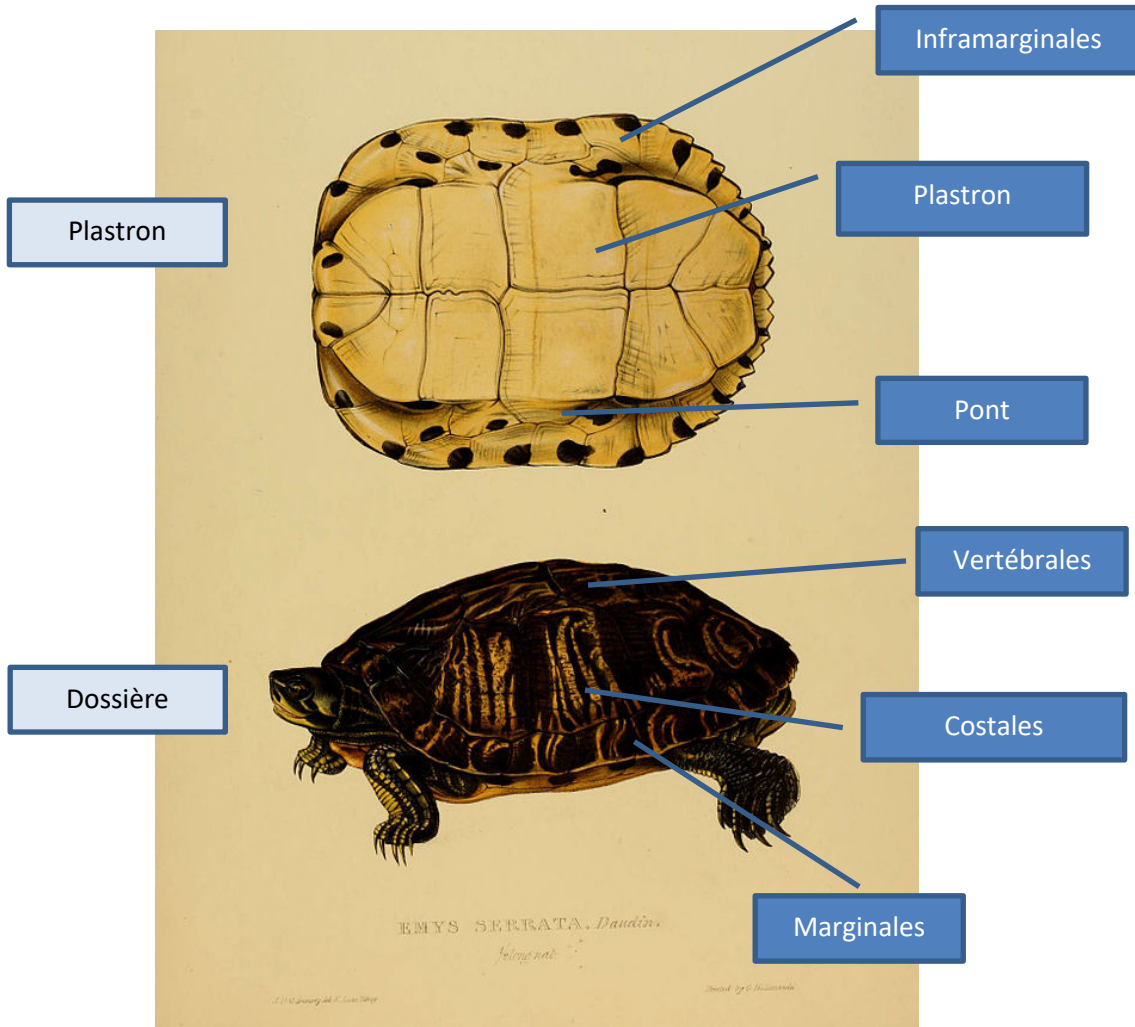 Inframarginales
Plastron
Plastron
Pont
Vertébrales
Dossière
Costales
Marginales
EMYS SERRATA. Daudin.